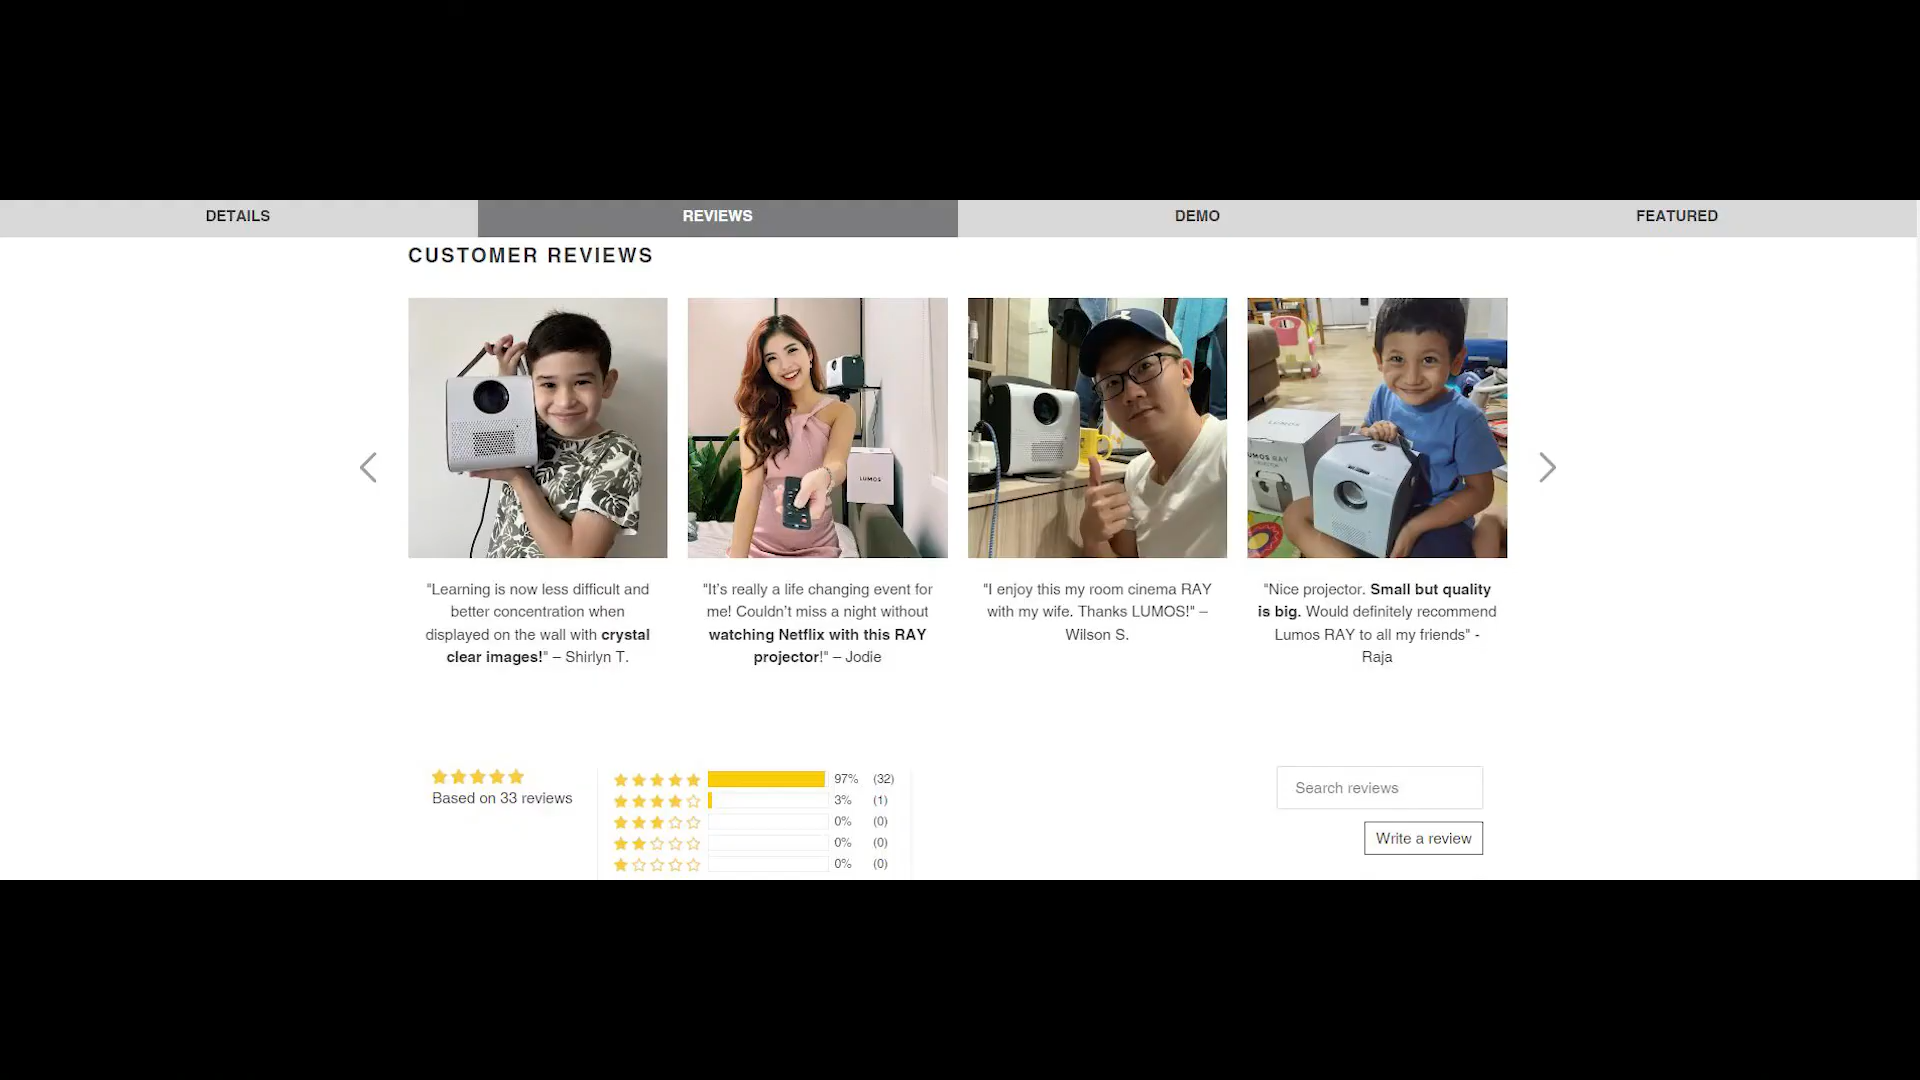 DETAILS
REVIEWS
DEMO
FEATURED
CUSTOMER REVIEWS
LUMOS
LUMOS
"Learning is now less difficult and
better concentration when
displayed on the wall with crystal
clear images!" – Shirlyn T.
"It's really a life changing event for
me! Couldn't miss a night without
watching Netflix with this RAY
projector!" – Jodie
"I enjoy this my room cinema RAY
with my wife. Thanks LUMOS!" –
Wilson S.
"Nice projector. Small but quality
is big. Would definitely recommend
Lumos RAY to all my friends" -
Raja
Based on 33 reviews
97% (32)
3% (1)
0% (0)
0% (0)
0% (0)
Search reviews
Write a review